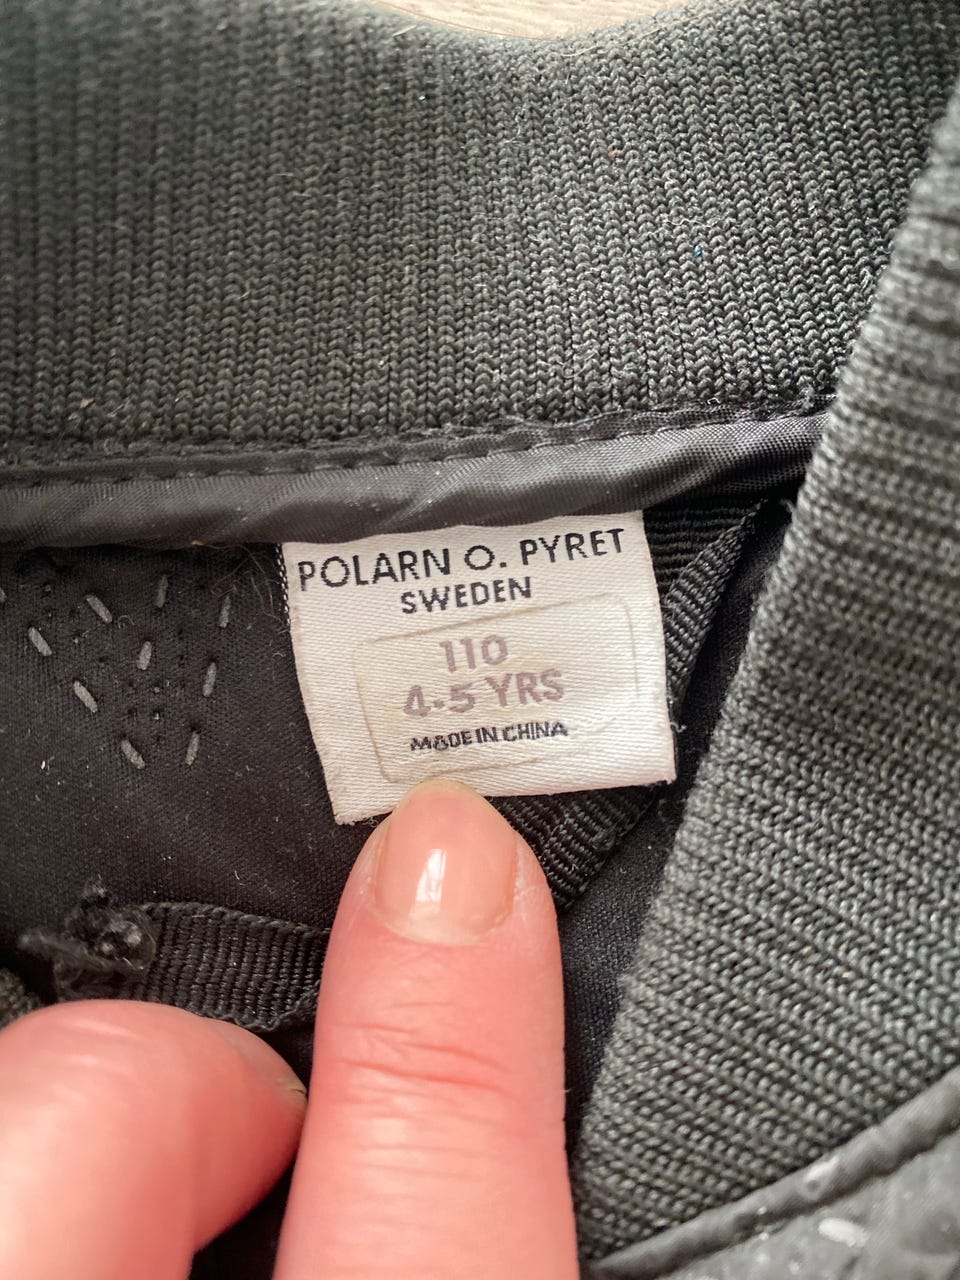 POLARN O. PYRET
SWEDEN
110
4-5 YRS
MADE IN CHINA